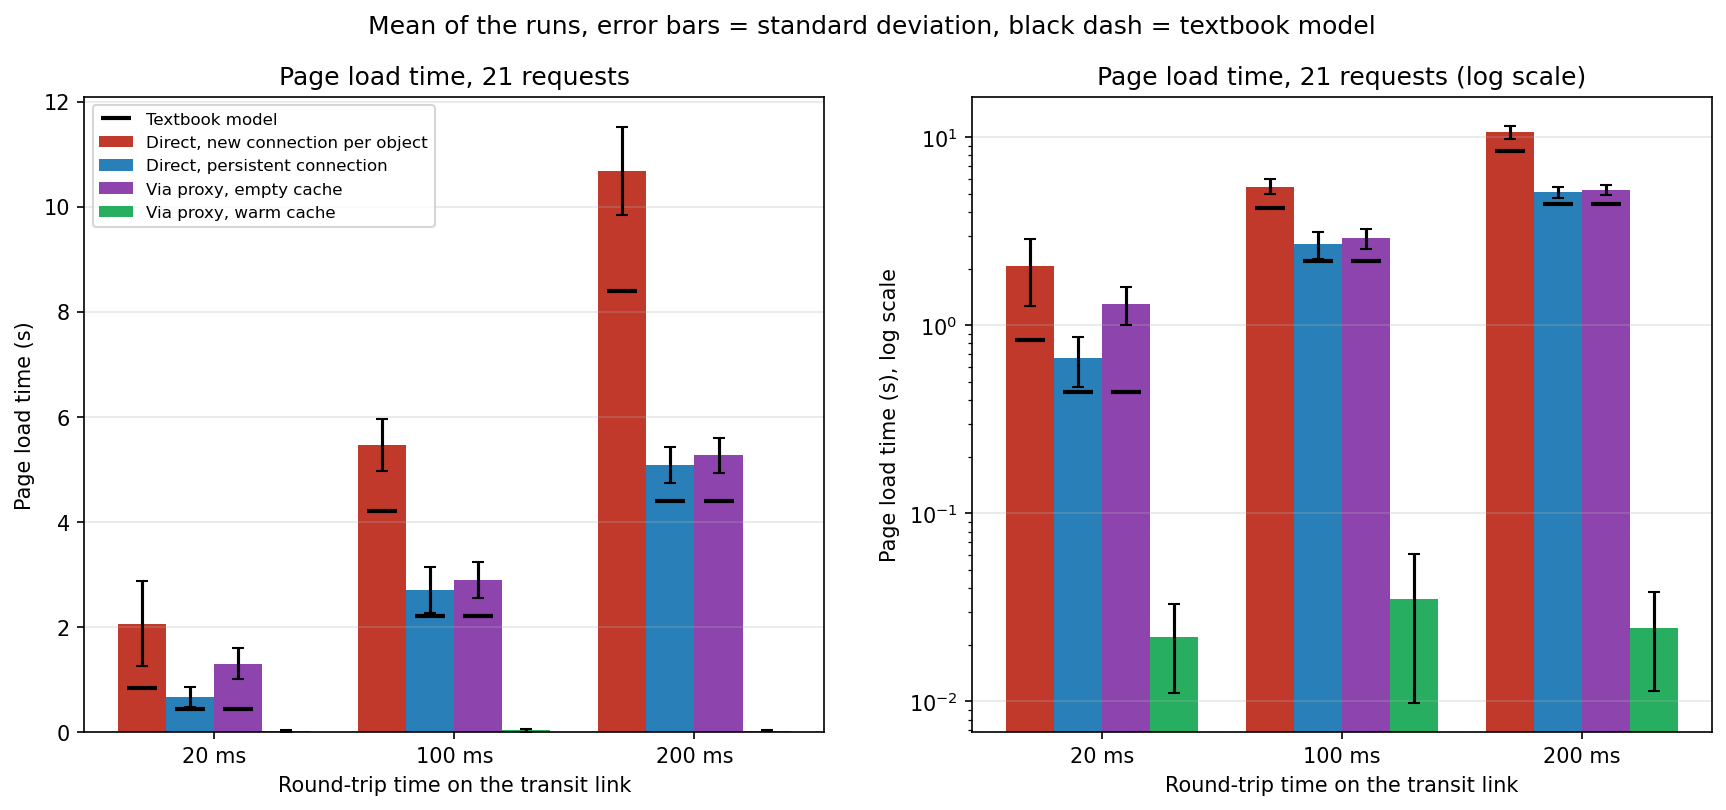 Mean of the runs, error bars = standard deviation, black dash = textbook model
Page load time, 21 requests
Page load time (s)
12
10
8
6
4
2
0
Textbook model
Direct, new connection per object
Direct, persistent connection
Via proxy, empty cache
Via proxy, warm cache
20 ms
100 ms
200 ms
Round-trip time on the transit link
Page load time, 21 requests (log scale)
Page load time (s), log scale
10¹
10⁰
10⁻¹
10⁻²
20 ms
100 ms
200 ms
Round-trip time on the transit link